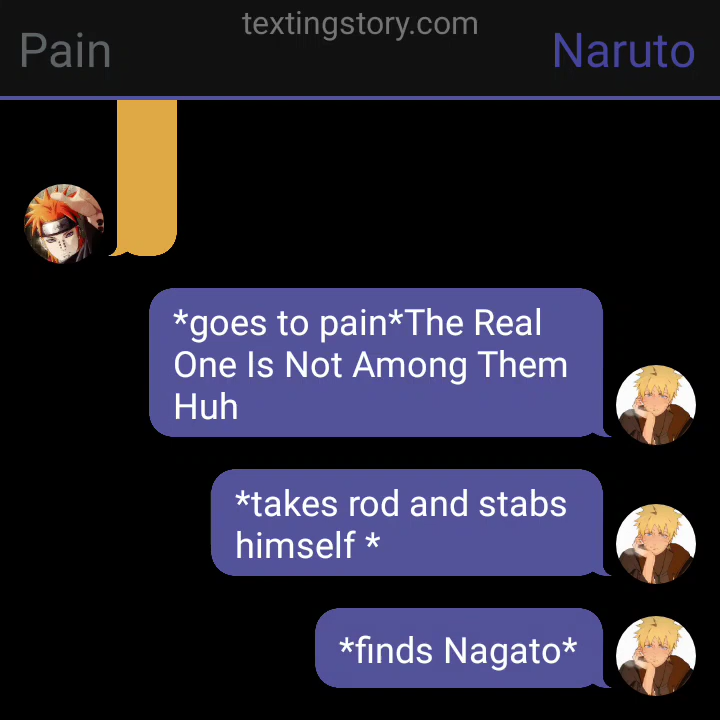 textingstory.com
Pain
Naruto
*goes to pain*The Real
One Is Not Among Them
Huh
*takes rod and stabs
himself *
*finds Nagato*